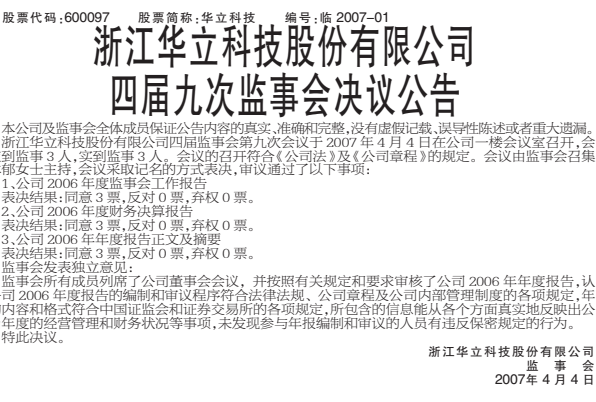 股票代码:600097 股票简称:华立科技 编号:临 2007-01
浙江华立科技股份有限公司
四届九次监事会决议公告
本公司及监事会全体成员保证公告内容的真实、准确和完整,没有虚假记载、误导性陈述或者重大遗漏。
浙江华立科技股份有限公司四届监事会第九次会议于 2007 年 4 月 4 日在公司一楼会议室召开,会
到监事 3 人,实到监事 3 人。会议的召开符合《公司法》及《公司章程》的规定。会议由监事会召集
郁女士主持,会议采取记名的方式表决,审议通过了以下事项:
1、公司 2006 年度监事会工作报告
表决结果:同意 3 票,反对 0 票,弃权 0 票。
2、公司 2006 年度财务决算报告
表决结果:同意 3 票,反对 0 票,弃权 0 票。
3、公司 2006 年年度报告正文及摘要
表决结果:同意 3 票,反对 0 票,弃权 0 票。
监事会发表独立意见:
监事会所有成员列席了公司董事会会议，并按照有关规定和要求审核了公司 2006 年年度报告,认
司 2006 年度报告的编制和审议程序符合法律法规、公司章程及公司内部管理制度的各项规定,年
内容和格式符合中国证监会和证券交易所的各项规定,所包含的信息能从各个方面真实地反映出公
年度的经营管理和财务状况等事项,未发现参与年报编制和审议的人员有违反保密规定的行为。
特此决议。
浙江华立科技股份有限公司
监 事 会
2007年 4 月 4 日